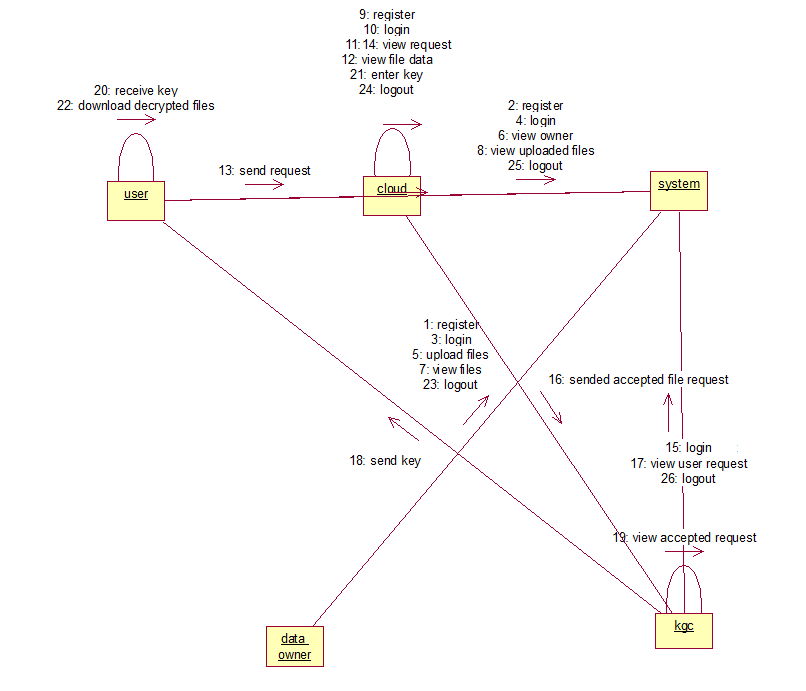 9: register
10: login
11: 14: view request
12: view file data
21: enter key
24: logout
20: receive key
22: download decrypted files
2: register
4: login
6: view owner
8: view uploaded files
25: logout
13: send request
user
cloud
system
1: register
3: login
5: upload files
7: view files
23: logout
16: sended accepted file request
18: send key
15: login
17: view user request
26: logout
19: view accepted request
data
owner
kgc